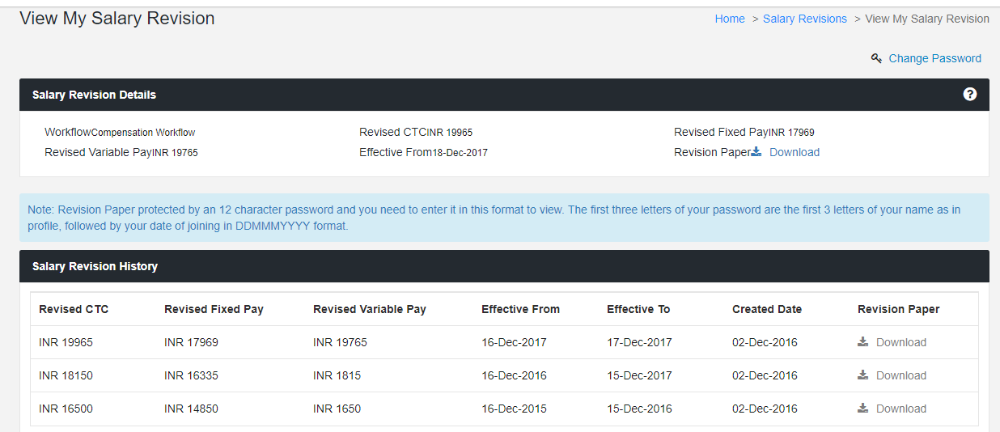 View My Salary Revision
Home > Salary Revisions > View My Salary Revision
Change Password
Salary Revision Details
?
WorkflowCompensation Workflow Revised CTCINR 19965 Revised Fixed PayINR 17969
Revised Variable PayINR 19765 Effective From18-Dec-2017 Revision Paper Download
Note: Revision Paper protected by an 12 character password and you need to enter it in this format to view. The first three letters of your password are the first 3 letters of your name as in
profile, followed by your date of joining in DDMMMYYYY format.
Salary Revision History
Revised CTC Revised Fixed Pay Revised Variable Pay Effective From Effective To Created Date Revision Paper
INR 19965 INR 17969 INR 19765 16-Dec-2017 17-Dec-2017 02-Dec-2016 Download
INR 18150 INR 16335 INR 1815 16-Dec-2016 15-Dec-2017 02-Dec-2016 Download
INR 16500 INR 14850 INR 1650 16-Dec-2015 15-Dec-2016 02-Dec-2016 Download